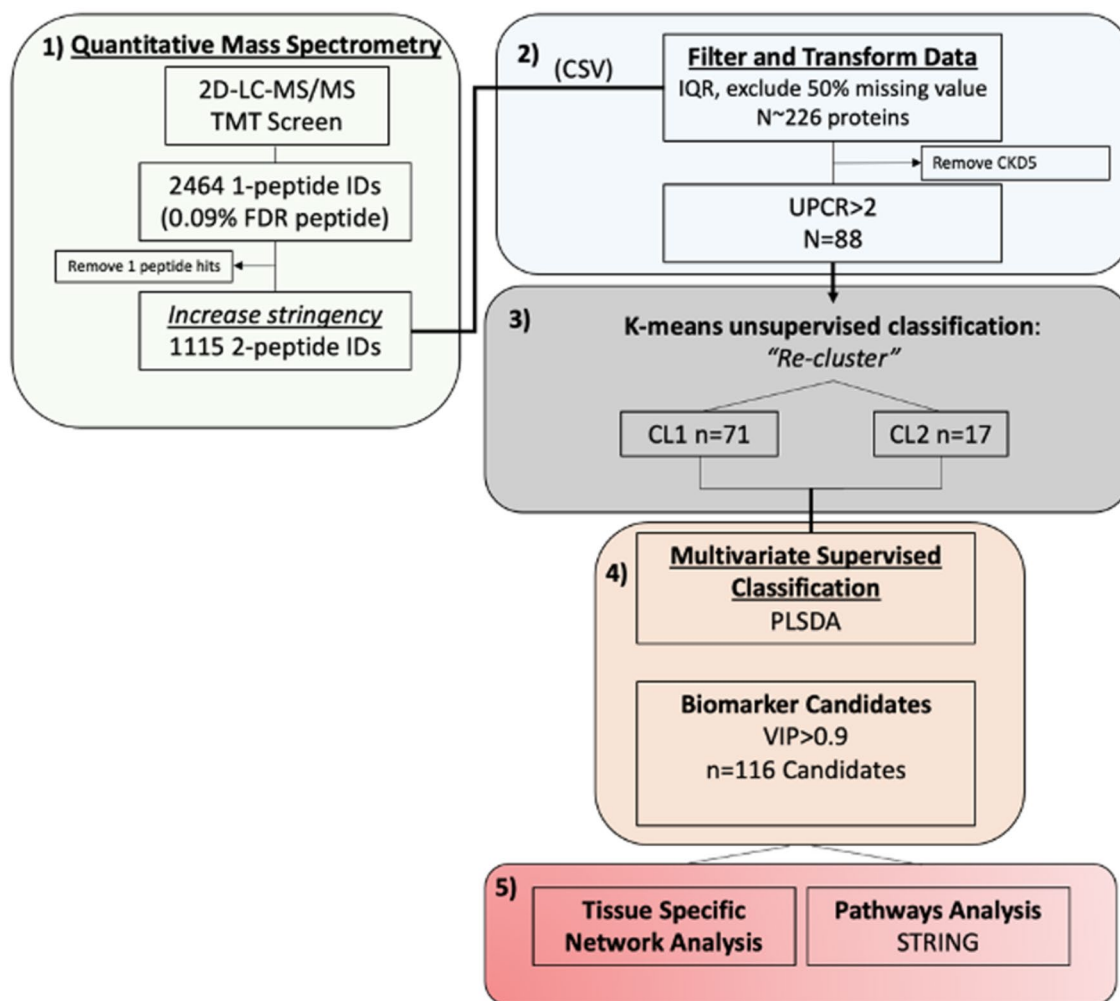 1) Quantitative Mass Spectrometry
2D-LC-MS/MS
TMT Screen
2464 1-peptide IDs
(0.09% FDR peptide)
Remove 1 peptide hits
Increase stringency
1115 2-peptide IDs
2)
(CSV)
Filter and Transform Data
IQR, exclude 50% missing value
N~226 proteins
Remove CKD5
UPCR>2
N=88
3)
K-means unsupervised classification:
“Re-cluster”
CL1 n=71
CL2 n=17
4)
Multivariate Supervised
Classification
PLSDA
Biomarker Candidates
VIP>0.9
n=116 Candidates
5)
Tissue Specific
Network Analysis
Pathways Analysis
STRING